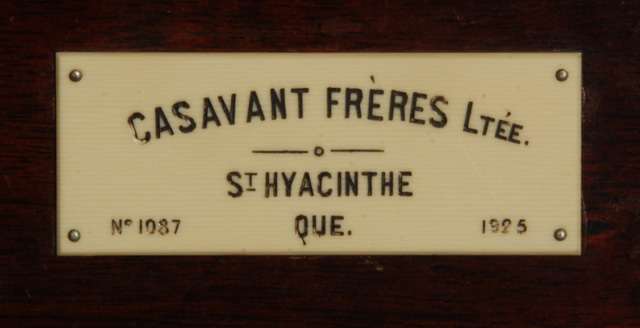 CASAVANT FRÈRES LTÉE.
ST HYACINTHE
QUE.
No 1087
1925